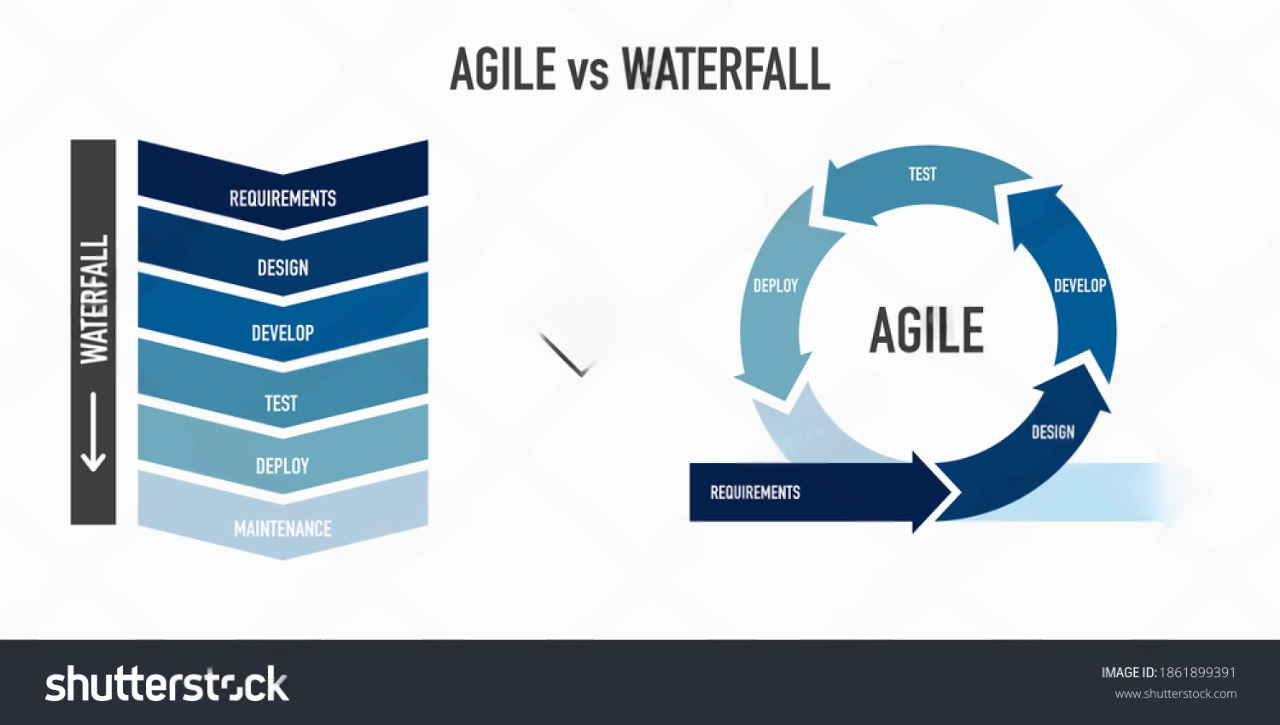 AGILE vs WATERFALL
WATERFALL
REQUIREMENTS
DESIGN
DEVELOP
TEST
DEPLOY
MAINTENANCE
TEST
DEPLOY
DEVELOP
AGILE
DESIGN
REQUIREMENTS
shutterstock
IMAGE ID: 1861899391
www.shutterstock.com